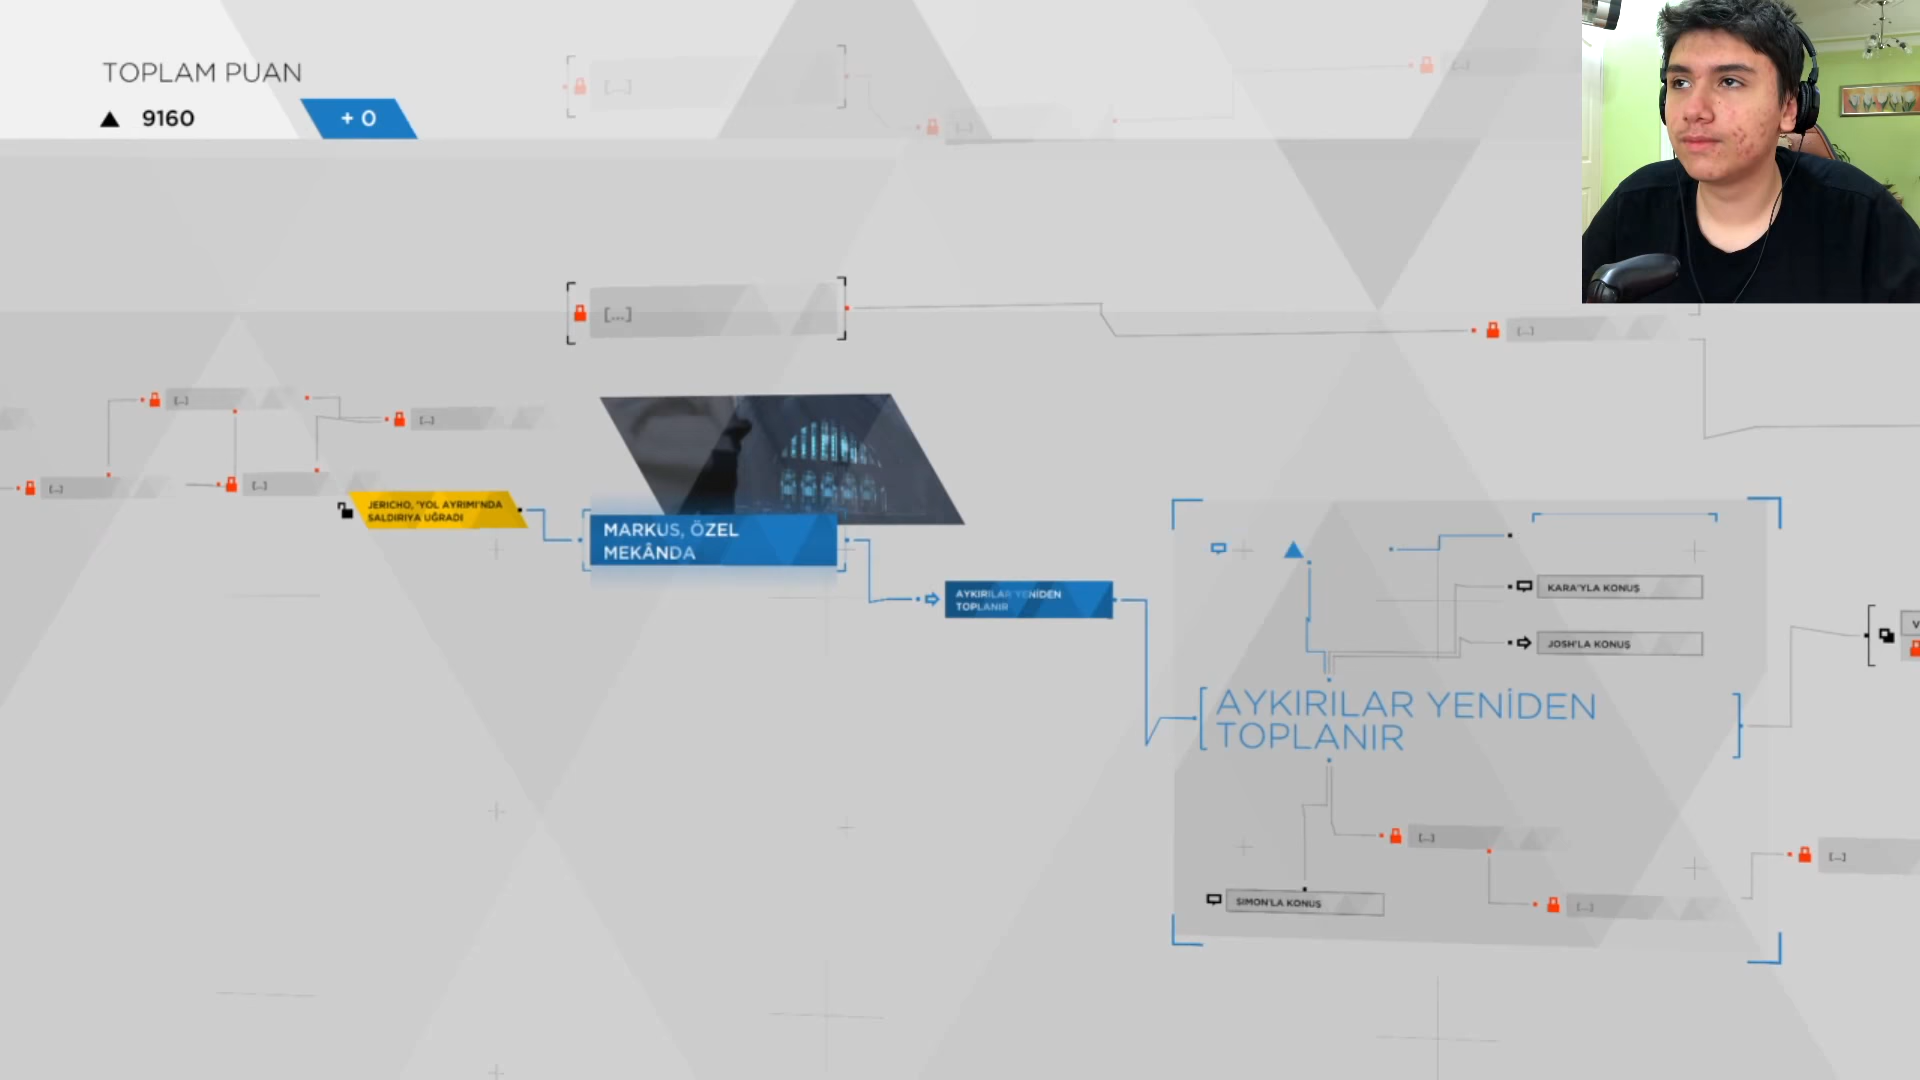 TOPLAM PUAN
9160
+ 0
[...]
[...]
[...]
[...]
[...]
[...]
[...]
[...]
[...]
JERICHO, 'YOL AYRIMI'NDA
SALDIRIYA UĞRADI
MARKUS, ÖZEL
MEKÂNDA
AYKIRILAR YENİDEN
TOPLANIR
KARA'YLA KONUŞ
JOSH'LA KONUŞ
V
AYKIRILAR YENİDEN
TOPLANIR
[...]
[...]
SIMON'LA KONUŞ
[...]